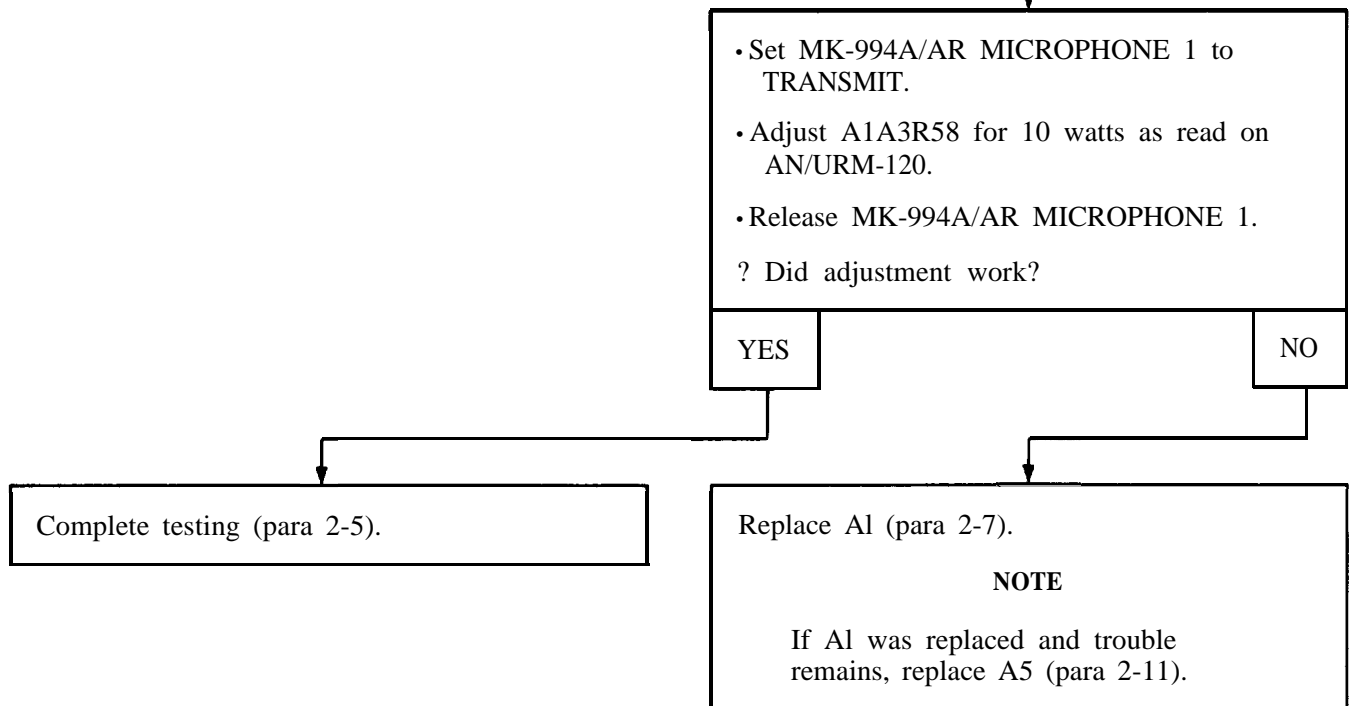 • Set MK-994A/AR MICROPHONE 1 to
TRANSMIT.
• Adjust A1A3R58 for 10 watts as read on
AN/URM-120.
• Release MK-994A/AR MICROPHONE 1.
? Did adjustment work?
YES
NO
Complete testing (para 2-5).
Replace Al (para 2-7).
NOTE
If Al was replaced and trouble
remains, replace A5 (para 2-11).